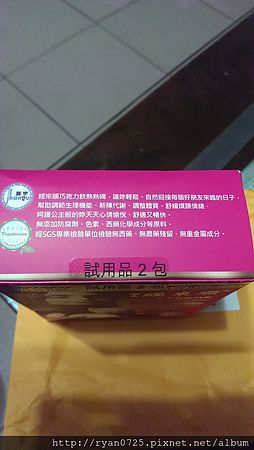 寶宇
經來順巧克力飲熱熱喝，讓妳輕鬆、自然迎接每個好朋友來臨的日子，
幫助調節生理機能、新陳代謝、調整體質、舒緩煩躁情緒，
呵護公主般的妳天天心情愉悅、舒適又暢快。
無添加防腐劑、色素、西藥化學成分等原料。
Vegetarian
經SGS專業檢驗單位檢驗無西藥、無農藥殘留、無重金屬成分。
試用品 2 包
http://ryan0725.pixnet.net/album